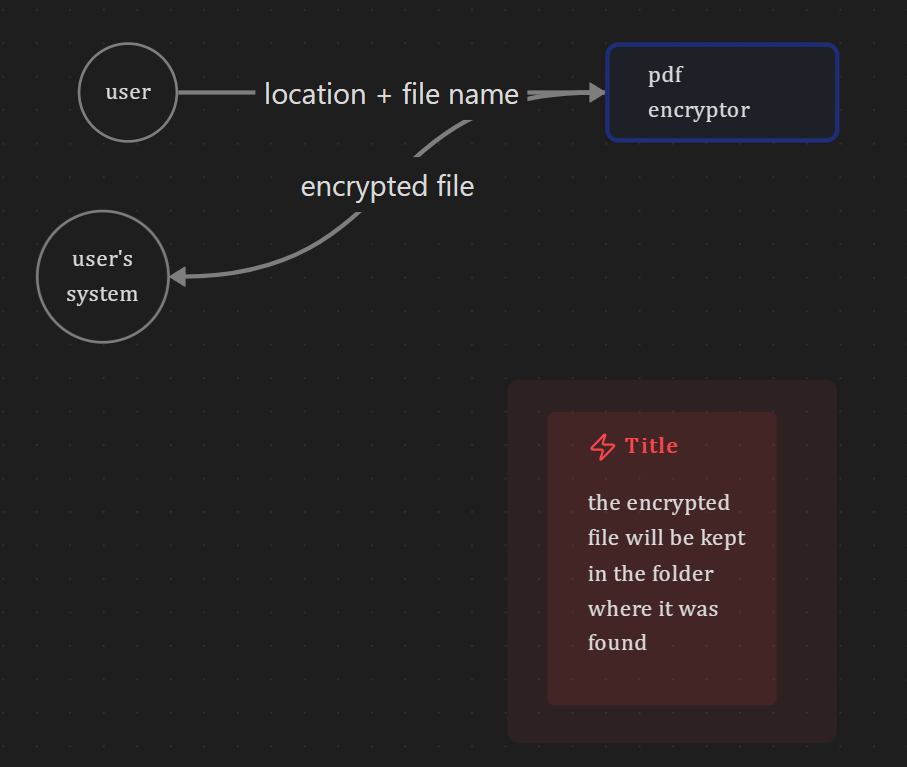 user
location + file name
pdf
encryptor
encrypted file
user's
system
Title
the encrypted
file will be kept
in the folder
where it was
found